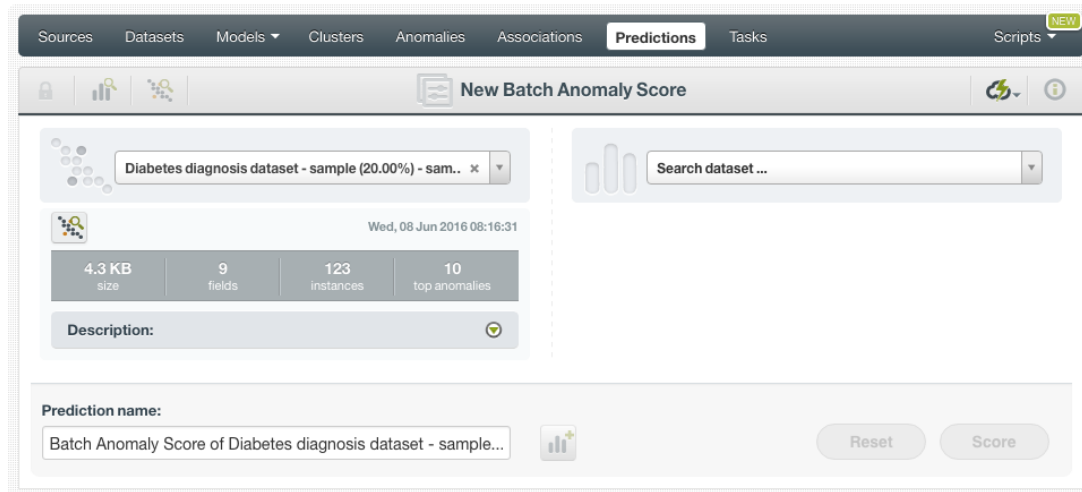 Sources Datasets Models Clusters Anomalies Associations Predictions Tasks Scripts NEW
New Batch Anomaly Score
Diabetes diagnosis dataset - sample (20.00%) - sam..
Search dataset ...
Wed, 08 Jun 2016 08:16:31
4.3 KB 9 123 10
size fields instances top anomalies
Description:
Prediction name:
Batch Anomaly Score of Diabetes diagnosis dataset - sample...
Reset Score